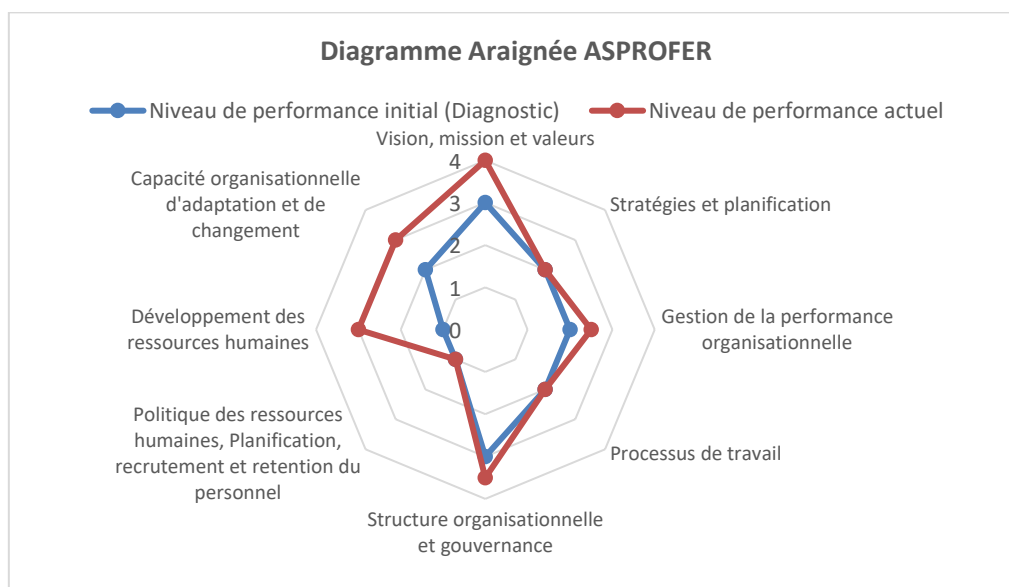 Diagramme Araignée ASPROFER
Niveau de performance initial (Diagnostic)
Niveau de performance actuel
Vision, mission et valeurs
Stratégies et planification
Gestion de la performance
organisationnelle
Processus de travail
Structure organisationnelle
et gouvernance
Politique des ressources
humaines, Planification,
recrutement et retention du
personnel
Développement des
ressources humaines
Capacité organisationnelle
d'adaptation et de
changement
4
3
2
1
0